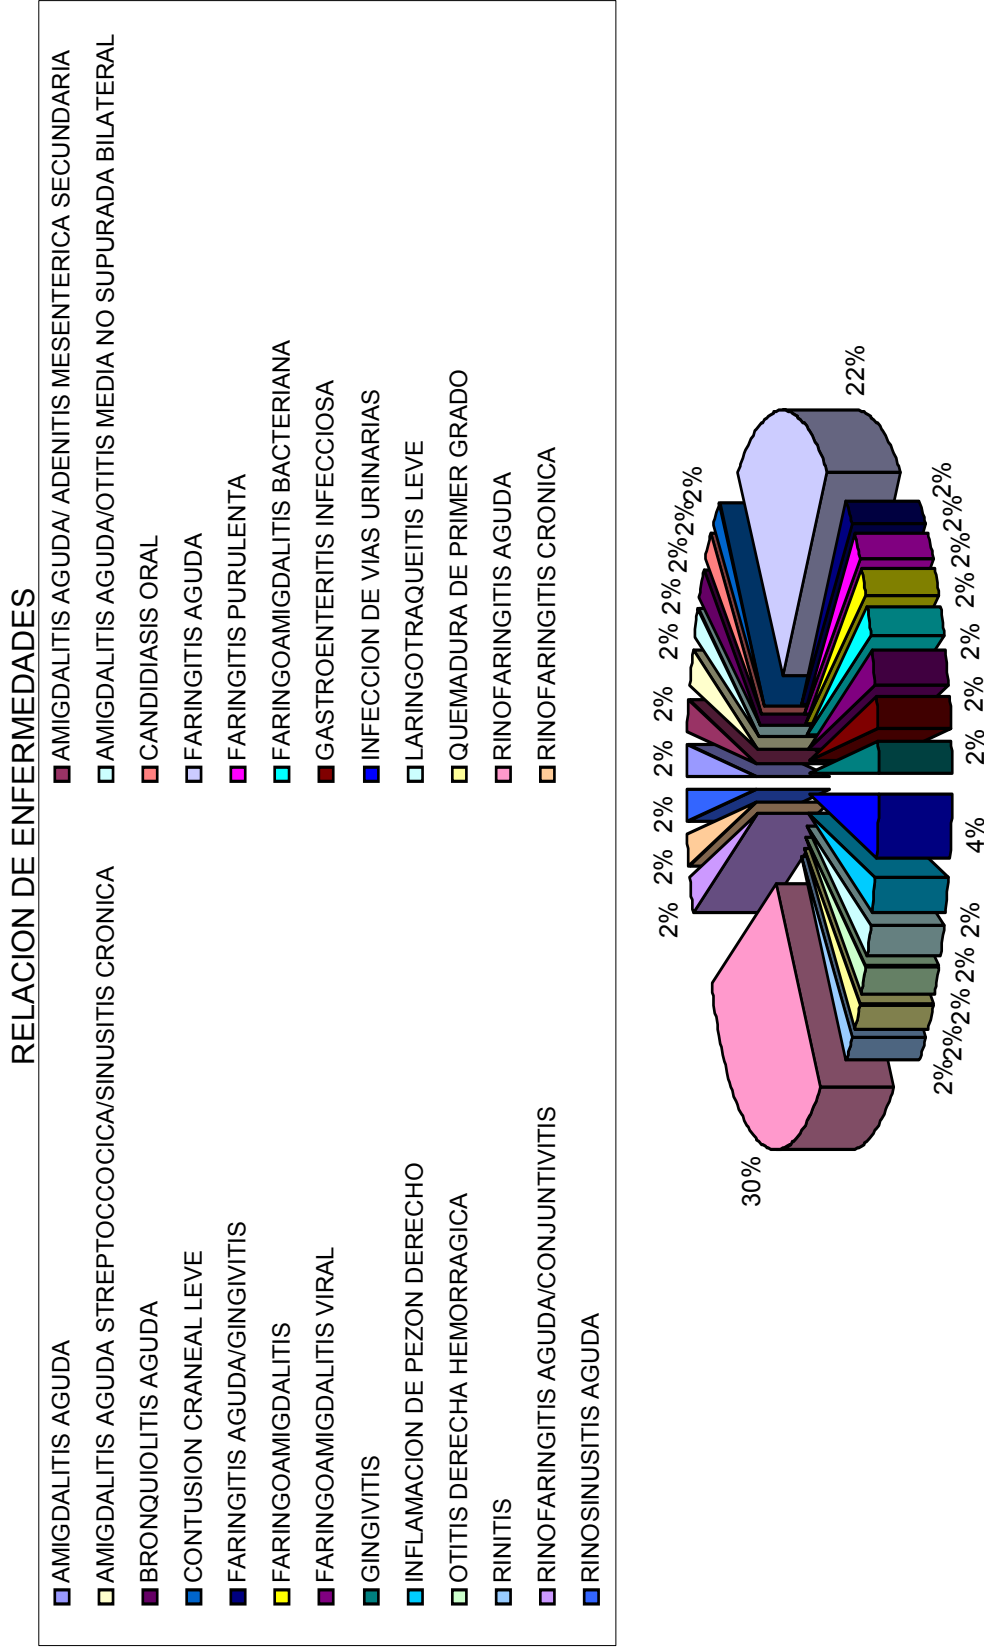 RELACION DE ENFERMEDADES
AMIGDALITIS AGUDA
AMIGDALITIS AGUDA/ ADENITIS MESENTERICA SECUNDARIA
AMIGDALITIS AGUDA STREPTOCCOCICA/SINUSITIS CRONICA
AMIGDALITIS AGUDA/OTITIS MEDIA NO SUPURADA BILATERAL
BRONQUIOLITIS AGUDA
CANDIDIASIS ORAL
CONTUSION CRANEAL LEVE
FARINGITIS AGUDA
FARINGITIS AGUDA/GINGIVITIS
FARINGITIS PURULENTA
FARINGOAMIGDALITIS
FARINGOAMIGDALITIS BACTERIANA
FARINGOAMIGDALITIS VIRAL
GASTROENTERITIS INFECCIOSA
GINGIVITIS
INFECCION DE VIAS URINARIAS
INFLAMACION DE PEZON DERECHO
LARINGOTRAQUEITIS LEVE
OTITIS DERECHA HEMORRAGICA
QUEMADURA DE PRIMER GRADO
RINITIS
RINOFARINGITIS AGUDA
RINOFARINGITIS AGUDA/CONJUNTIVITIS
RINOFARINGITIS CRONICA
RINOSINUSITIS AGUDA
2%
2%
2%
2%
2%
2%
2%
22%
2%
2%
2%
2%
2%
2%
2%
4%
2%
2%
2%
2%
2%
30%
2%
2%
2%